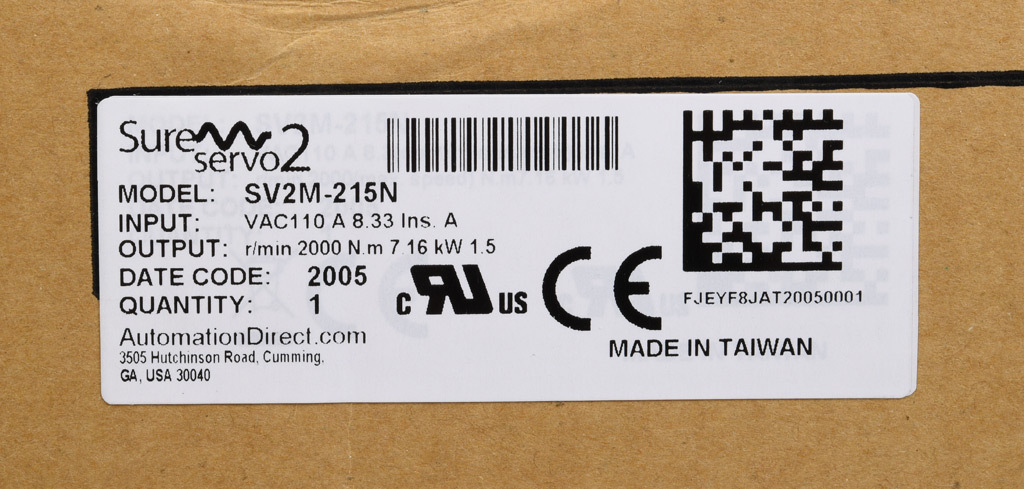 Sure servo2
MODEL: SV2M-215N
INPUT: VAC110 A 8.33 Ins. A
OUTPUT: r/min 2000 N.m 7.16 kW 1.5
DATE CODE: 2005
QUANTITY: 1
AutomationDirect.com
3505 Hutchinson Road, Cumming,
GA, USA 30040
C RU US
CE
FJEYF8JAT20050001
MADE IN TAIWAN